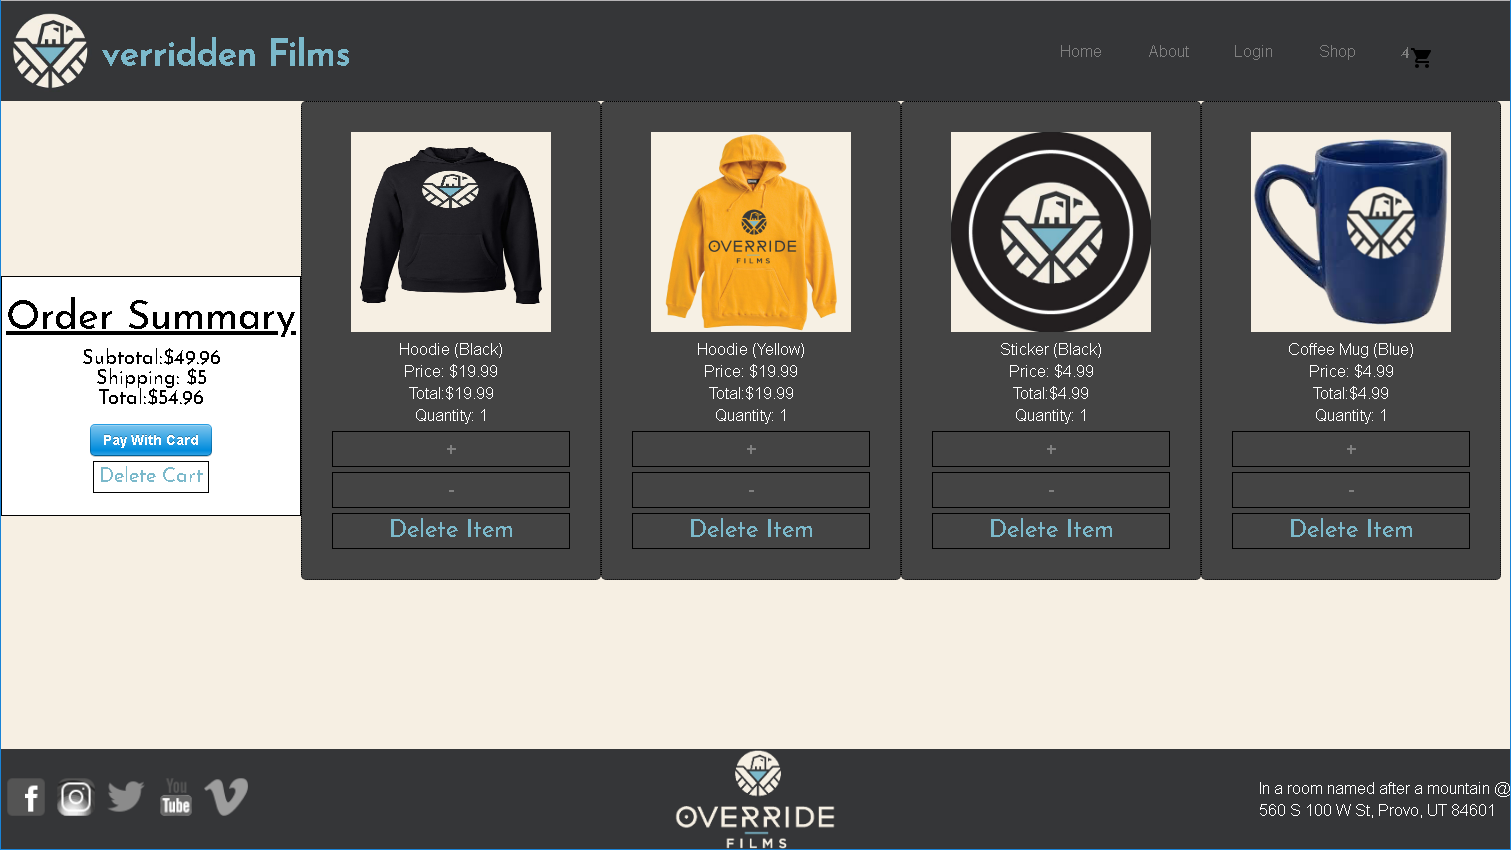 verridden Films
Home About Login Shop 4
Order Summary
Subtotal:$49.96
Shipping: $5
Total:$54.96
Pay With Card
Delete Cart
OVERRIDE
FILMS
Hoodie (Black)
Price: $19.99
Total:$19.99
Quantity: 1
+
-
Delete Item
Hoodie (Yellow)
Price: $19.99
Total:$19.99
Quantity: 1
+
-
Delete Item
Sticker (Black)
Price: $4.99
Total:$4.99
Quantity: 1
+
-
Delete Item
Coffee Mug (Blue)
Price: $4.99
Total:$4.99
Quantity: 1
+
-
Delete Item
f
You
Tube
V
OVERRIDE
FILMS
In a room named after a mountain @
560 S 100 W St, Provo, UT 84601